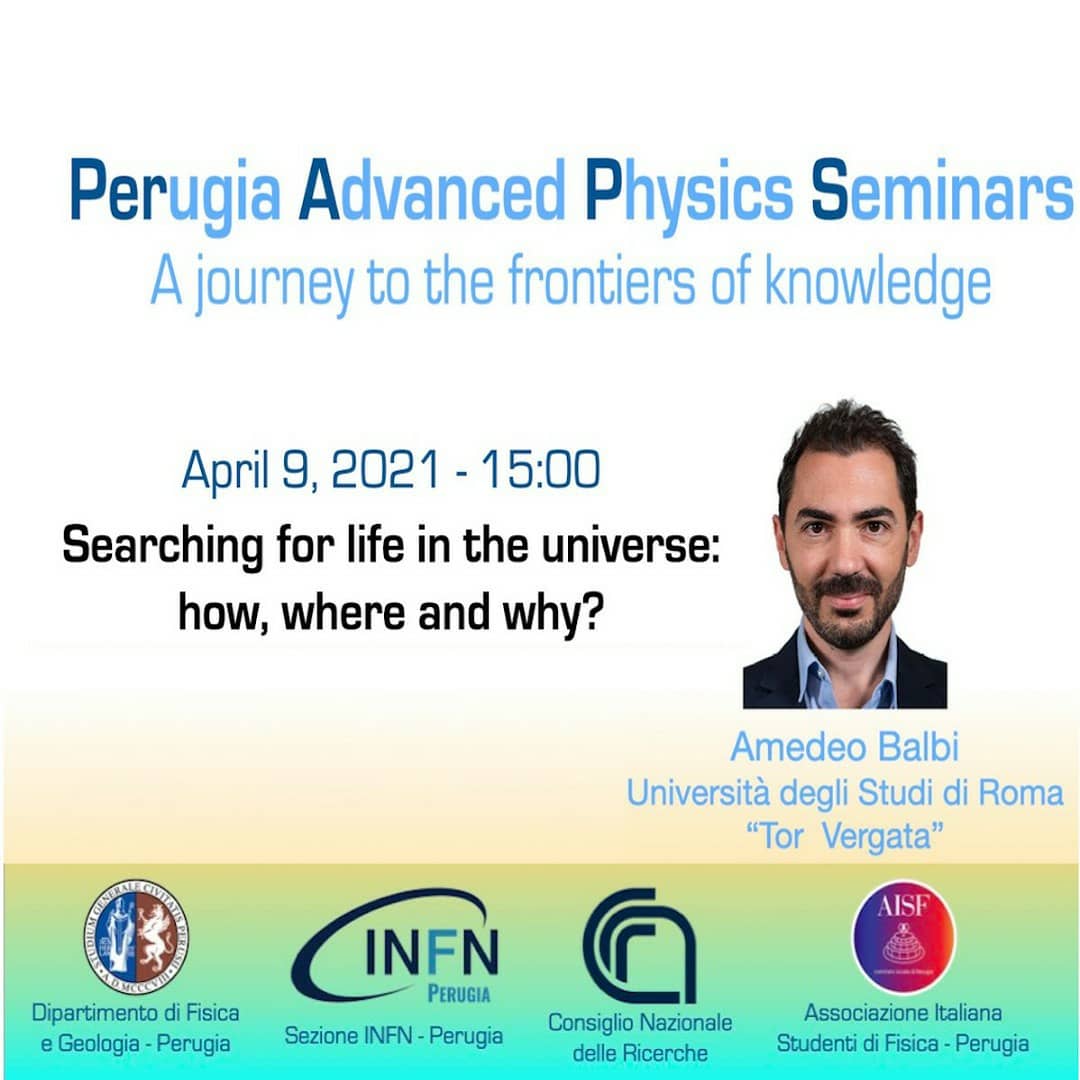 Perugia Advanced Physics Seminars
A journey to the frontiers of knowledge
April 9, 2021 - 15:00
Searching for life in the universe:
how, where and why?
Amedeo Balbi
Università degli Studi di Roma
“Tor Vergata”
STUDIUM GENERALE CIVITATIS PERUSII
A.D. MCCCVIII
INFN
PERUGIA
AISF
Dipartimento di Fisica
e Geologia - Perugia
Sezione INFN - Perugia
Consiglio Nazionale
delle Ricerche
Associazione Italiana
Studenti di Fisica - Perugia